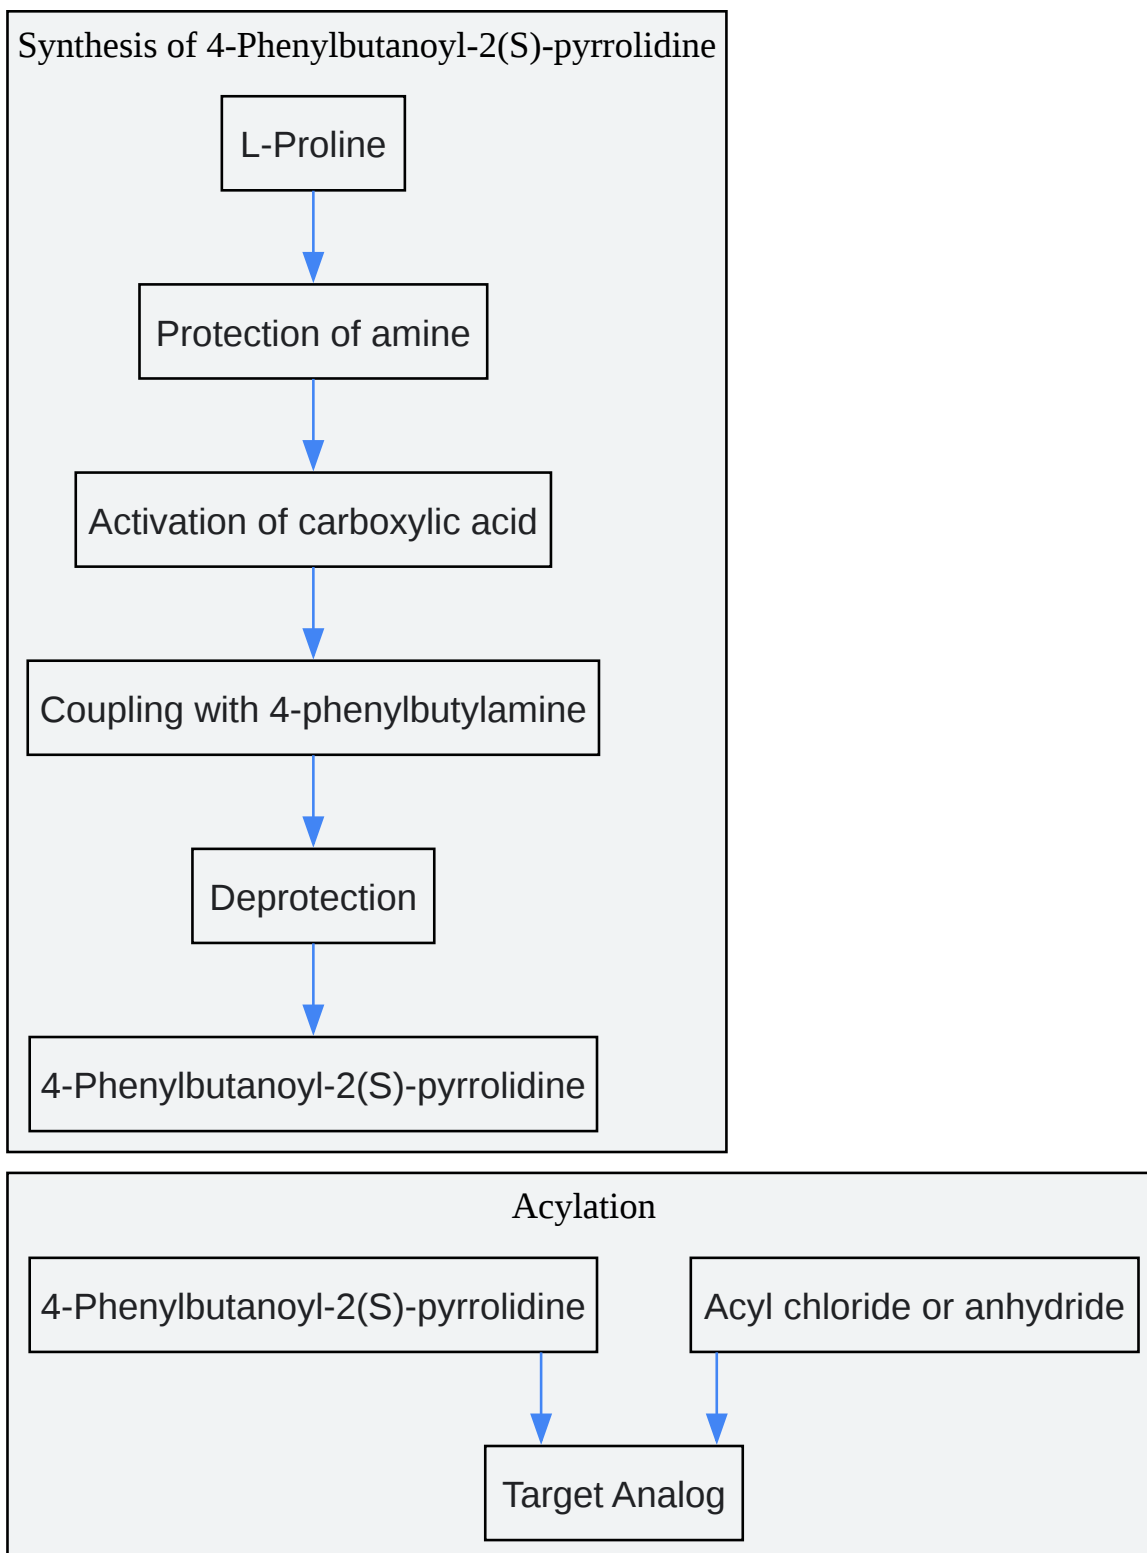 Synthesis of 4-Phenylbutanoyl-2(S)-pyrrolidine
L-Proline
Protection of amine
Activation of carboxylic acid
Coupling with 4-phenylbutylamine
Deprotection
4-Phenylbutanoyl-2(S)-pyrrolidine
Acylation
4-Phenylbutanoyl-2(S)-pyrrolidine
Acyl chloride or anhydride
Target Analog